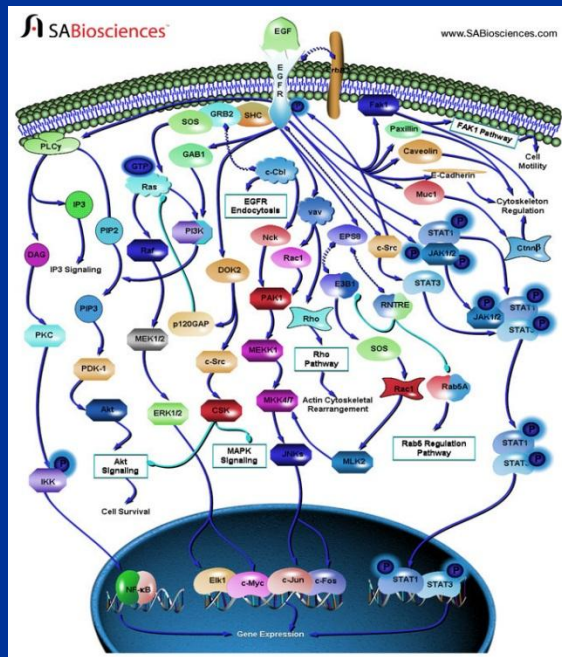 SABiosciences™
www.SABiosciences.com
EGF
EGFR
Fak1
FAK1 Pathway
Paxillin
Cell
Motility
Caveolin
E-Cadherin
Cytoskeleton
Regulation
Muc1
Ctnnβ
P
SHC
GRB2
SOS
PLCγ
GAB1
GTP
Ras
c-Cbl
EGFR
Endocytosis
IP3
PIP2
PI3K
Raf
IP3 Signaling
DAG
vav
Nck
Rac1
EPS8
c-Src
STAT1
P
JAK1/2
P
P
STAT3
DOK2
PIP3
PAK1
E3B1
RNTRE
JAK1/2
P
STAT1
P
STAT3
P
PKC
p120GAP
MEK1/2
Rho
SOS
PDK-1
c-Src
MEKK1
Rho
Pathway
Rac1
Rab5A
Akt
ERK1/2
CSK
MKK4/7
Actin Cytoskeletal
Rearrangement
Rab5 Regulation
Pathway
STAT1
P
STAT3
P
Akt
Signaling
MAPK
Signaling
JNKs
MLK2
P
IKK
Cell Survival
NF-κB
Elk1
c-Myc
c-Jun
c-Fos
P
STAT1
P
STAT3
Gene Expression